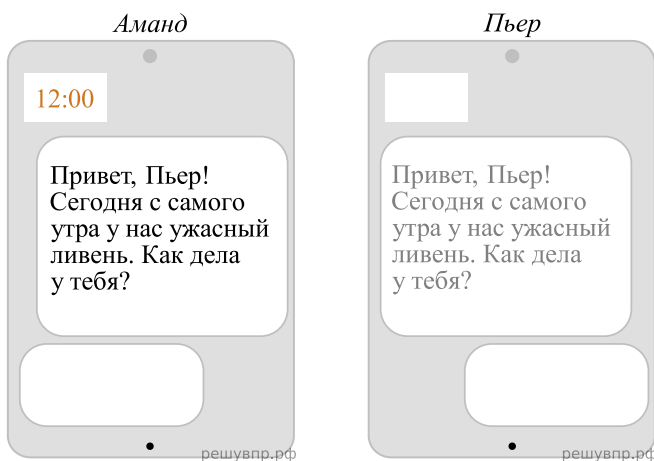 Аманд
12:00
Привет, Пьер!
Сегодня с самого
утра у нас ужасный
ливень. Как дела
у тебя?
решувпр.рф
Пьер
Привет, Пьер!
Сегодня с самого
утра у нас ужасный
ливень. Как дела
у тебя?
решувпр.рф